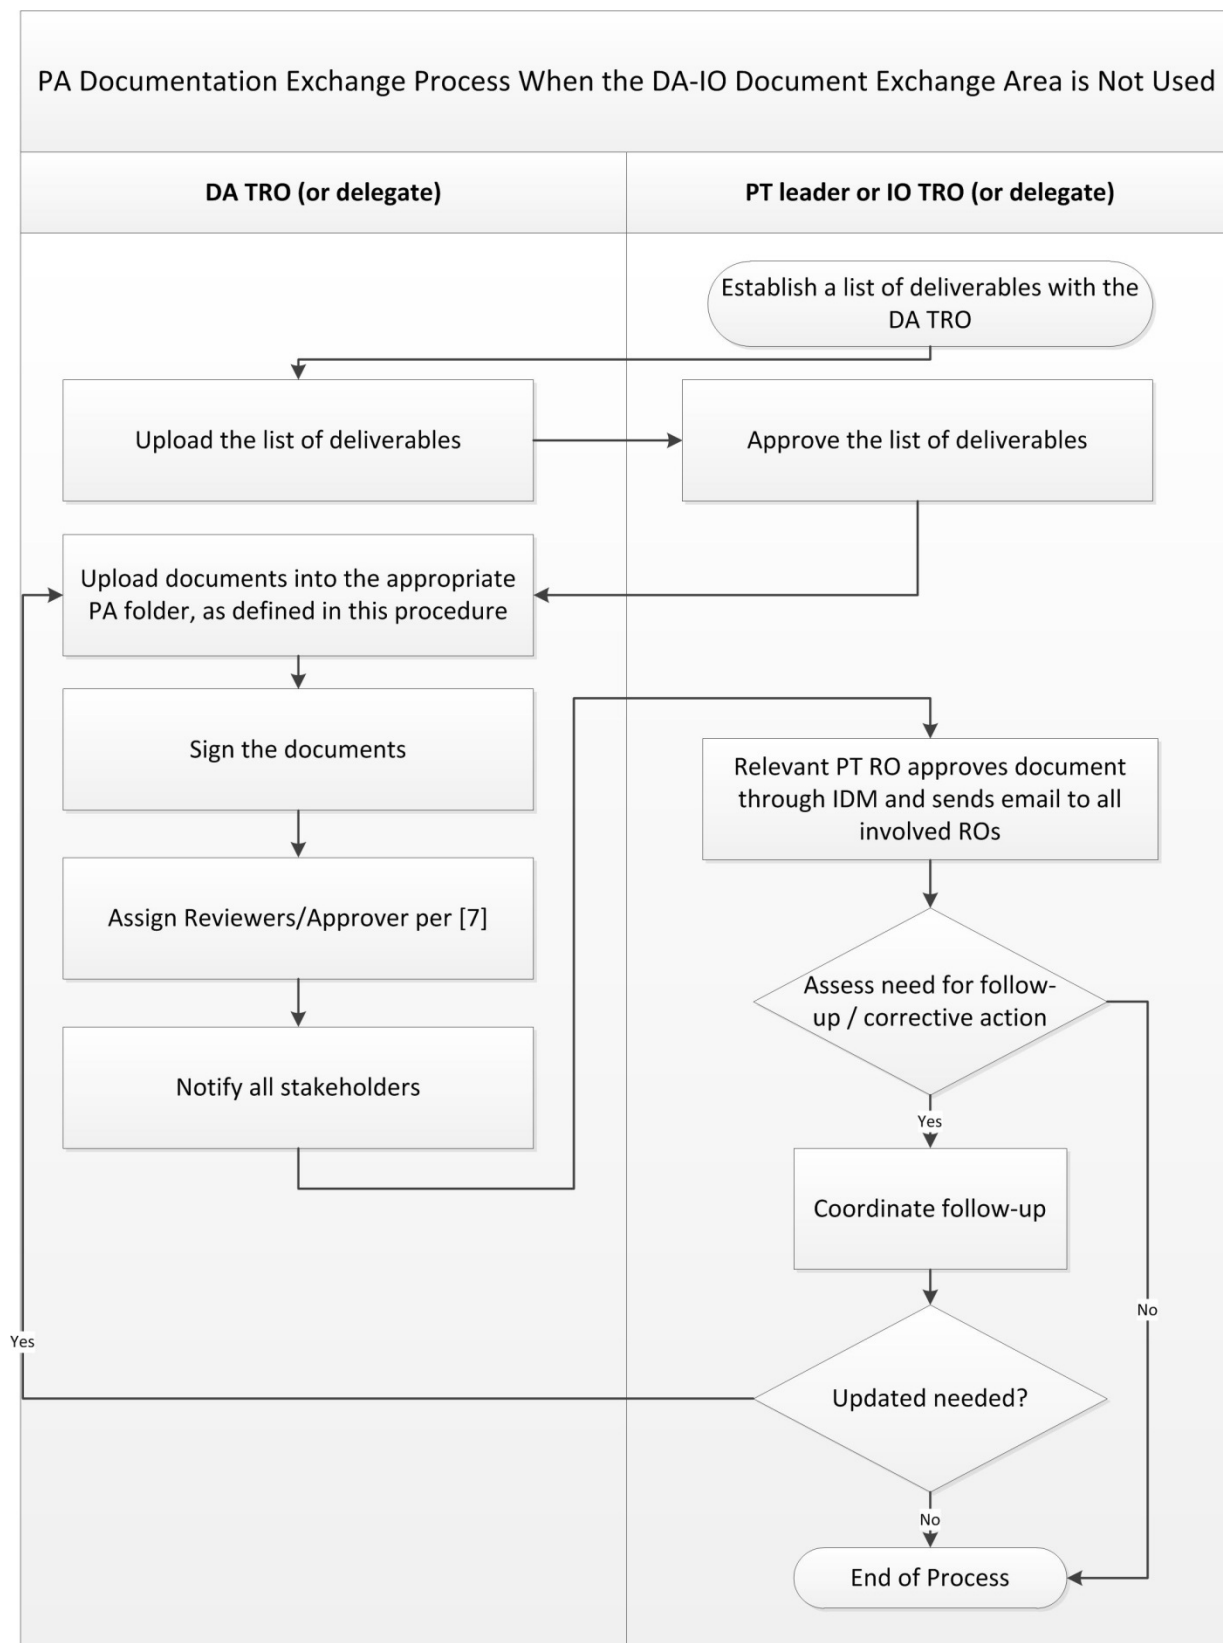 PA Documentation Exchange Process When the DA-IO Document Exchange Area is Not Used
DA TRO (or delegate)
PT leader or IO TRO (or delegate)
Establish a list of deliverables with the
DA TRO
Upload the list of deliverables
Approve the list of deliverables
Upload documents into the appropriate
PA folder, as defined in this procedure
Sign the documents
Relevant PT RO approves document
through IDM and sends email to all
involved ROs
Assign Reviewers/Approver per [7]
Assess need for follow-
up / corrective action
Notify all stakeholders
Yes
Coordinate follow-up
No
Yes
Updated needed?
No
End of Process